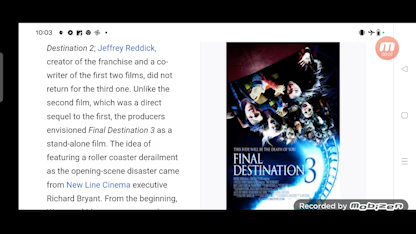 10:03
Destination 2; Jeffrey Reddick,
creator of the franchise and a co-
writer of the first two films, did not
return for the third one. Unlike the
second film, which was a direct
sequel to the first, the producers
envisioned Final Destination 3 as a
stand-alone film. The idea of
featuring a roller coaster derailment
as the opening-scene disaster came
from New Line Cinema executive
Richard Bryant. From the beginning,
THIS RIDE WILL BE THE DEATH OF YOU
FINAL
DESTINATION 3
Recorded by mobizen